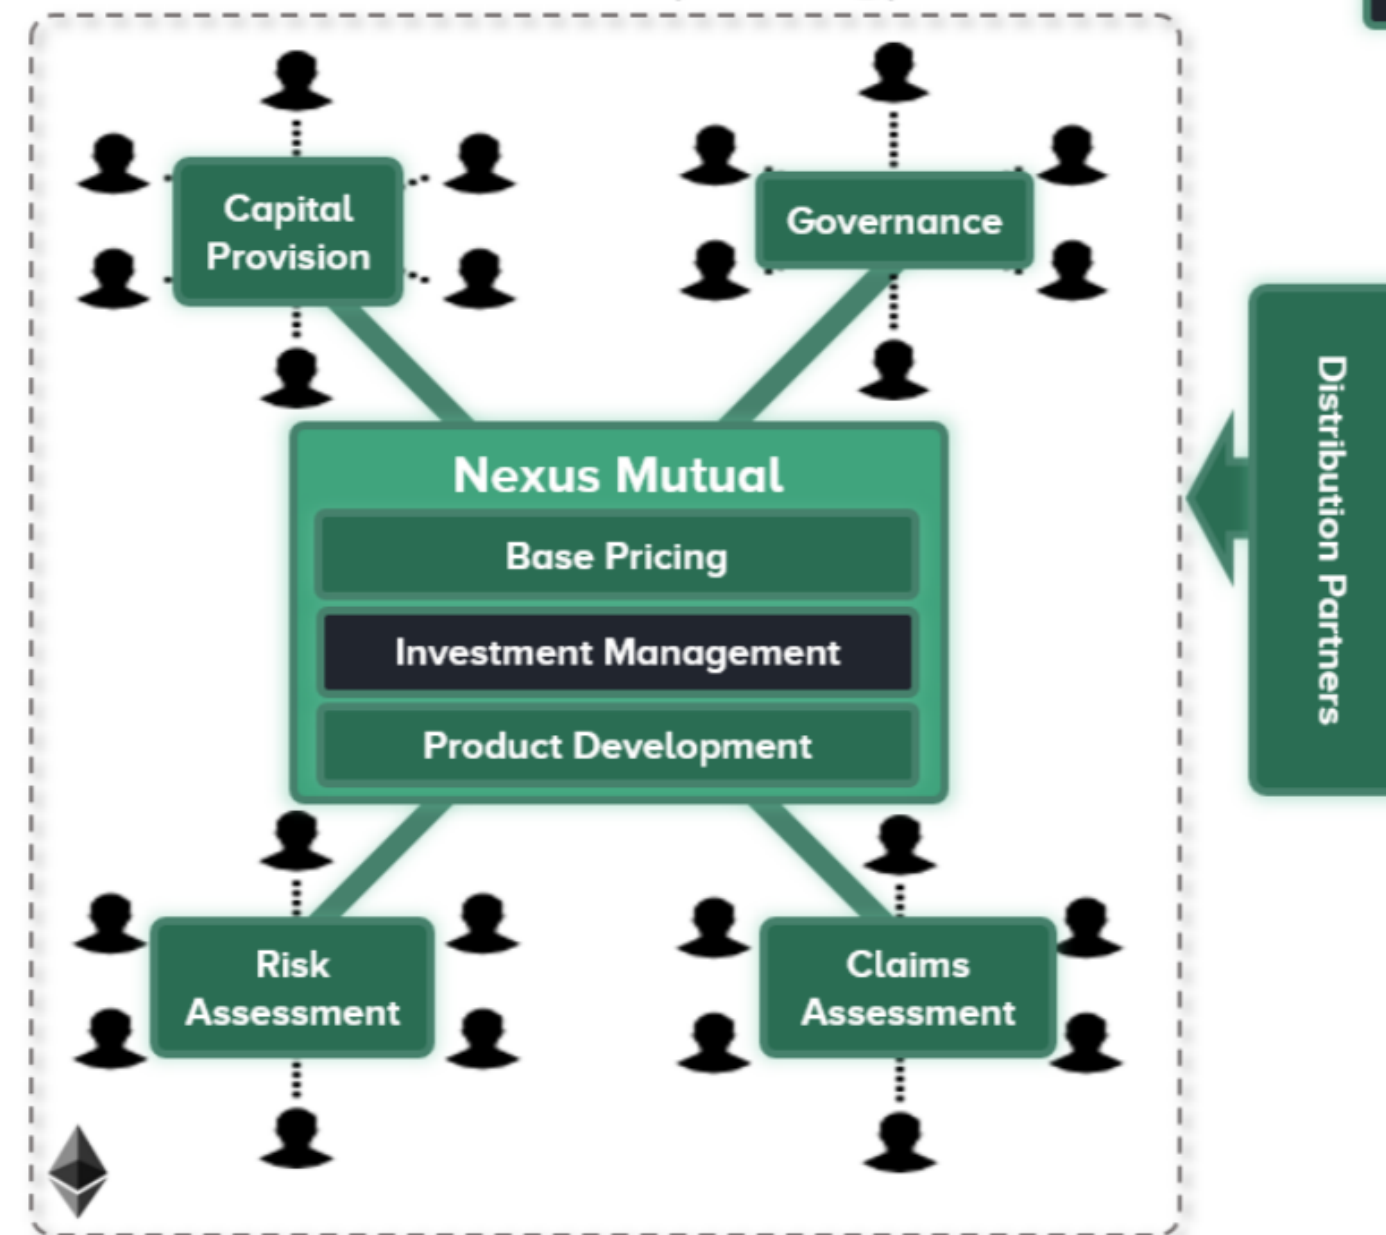 Capital
Provision
Governance
Nexus Mutual
Base Pricing
Investment Management
Product Development
Risk
Assessment
Claims
Assessment
Distribution Partners